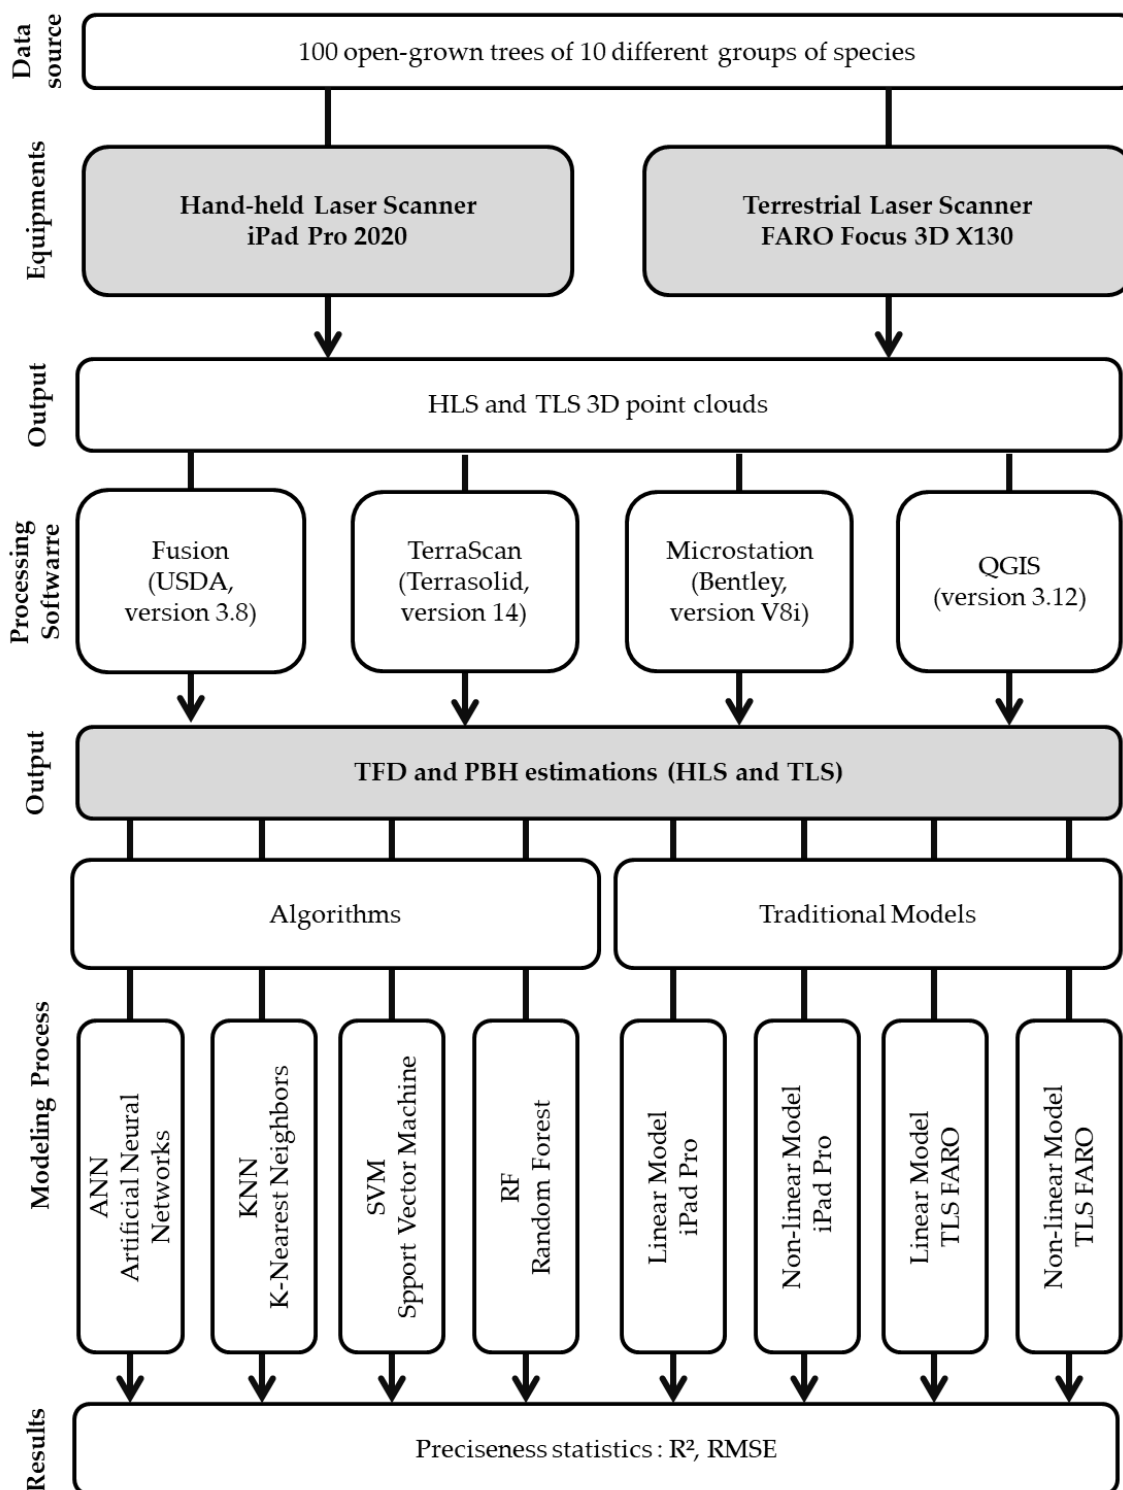 Data
source
100 open-grown trees of 10 different groups of species
Equipments
Hand-held Laser Scanner
iPad Pro 2020
Terrestrial Laser Scanner
FARO Focus 3D X130
Output
HLS and TLS 3D point clouds
Processing
Softwarre
Fusion
(USDA,
version 3.8)
TerraScan
(Terrasolid,
version 14)
Microstation
(Bentley,
version V8i)
QGIS
(version 3.12)
Output
TFD and PBH estimations (HLS and TLS)
Algorithms
Traditional Models
Modeling Process
ANN
Artificial Neural
Networks
KNN
K-Nearest Neighbors
SVM
Spport Vector Machine
RF
Random Forest
Linear Model
iPad Pro
Non-linear Model
iPad Pro
Linear Model
TLS FARO
Non-linear Model
TLS FARO
Results
Preciseness statistics : R², RMSE